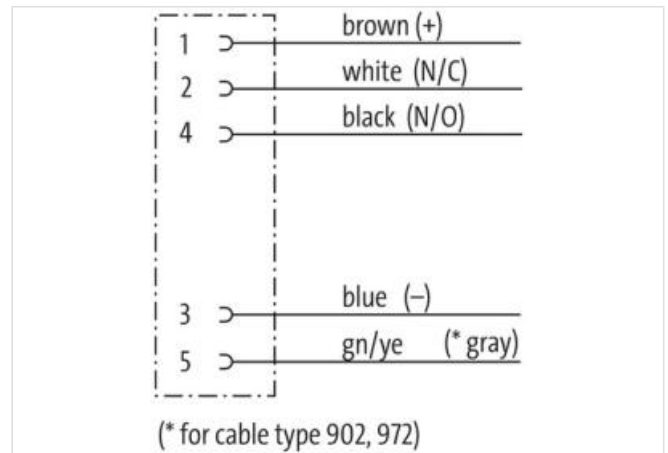 1 brown (+)
2 white (N/C)
4 black (N/O)
3 blue (–)
5 gn/ye (* gray)
(* for cable type 902, 972)